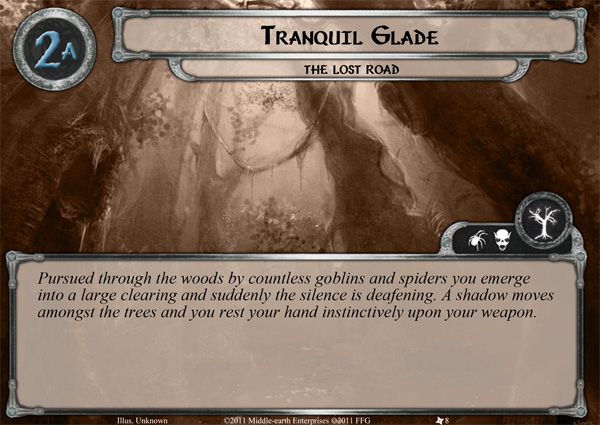 2A
TRANQUIL GLADE
THE LOST ROAD
Pursued through the woods by countless goblins and spiders you emerge
into a large clearing and suddenly the silence is deafening. A shadow moves
amongst the trees and you rest your hand instinctively upon your weapon.
Illus. Unknown ©2011 Middle-earth Enterprises ©2011 FFG 8